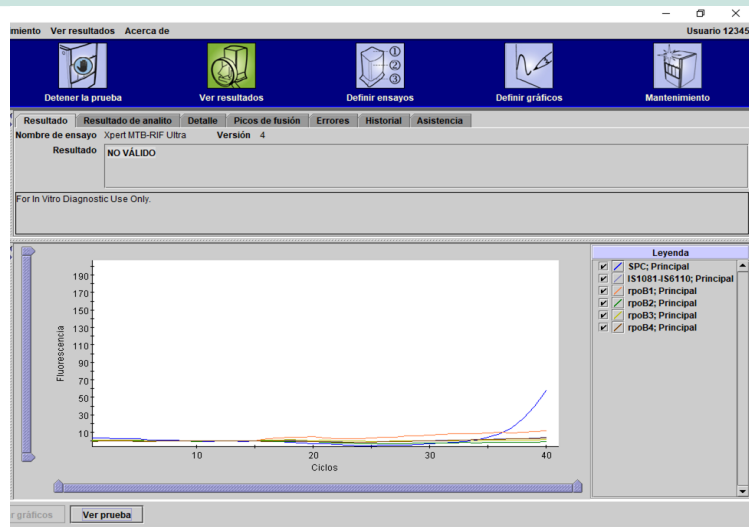 miento Ver resultados Acerca de Usuario 12345
Detener la prueba Ver resultados Definir ensayos Definir gráficos Mantenimiento
Resultado Resultado de analito Detalle Picos de fusión Errores Historial Asistencia
Nombre de ensayo Xpert MTB-RIF Ultra Versión 4
Resultado NO VÁLIDO
For In Vitro Diagnostic Use Only.
Leyenda
SPC; Principal
IS1081-IS6110; Principal
rpoB1; Principal
rpoB2; Principal
rpoB3; Principal
rpoB4; Principal
Fluorescencia
190
170
150
130
110
90
70
50
30
10
10 20 30 40
Ciclos
r gráficos Ver prueba